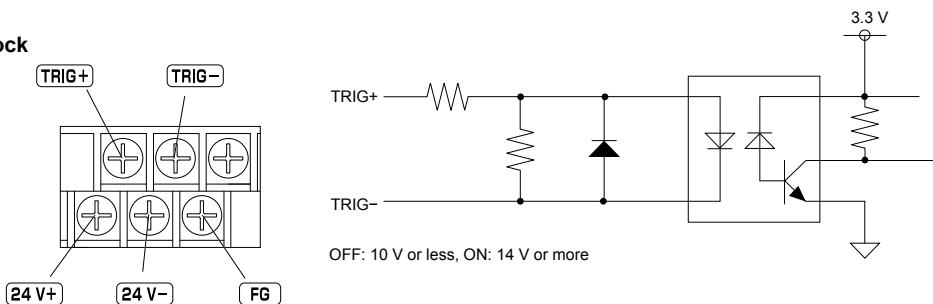 ock
TRIG+
TRIG−
24 V+
24 V−
FG
3.3 V
TRIG+
TRIG−
OFF: 10 V or less, ON: 14 V or more